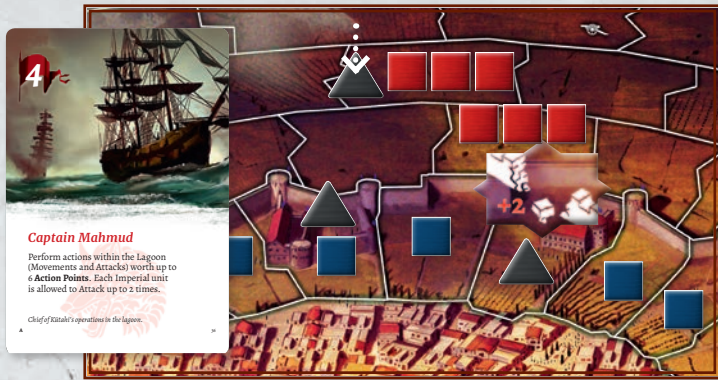 4
Captain Mahmud
Perform actions within the Lagoon
(Movements and Attacks) worth up to
6 Action Points. Each Imperial unit
is allowed to Attack up to 2 times.
Chief of Kütahi's operations in the lagoon.
A
+2